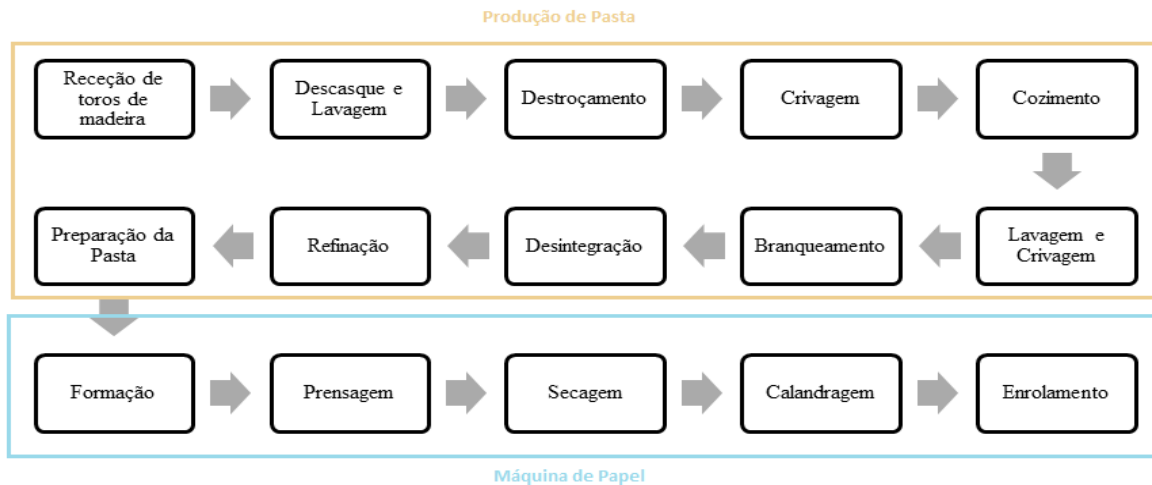 Produção de Pasta
Receção de
toros de
madeira
Descasque e
Lavagem
Destroçamento
Crivagem
Cozimento
Preparação da
Pasta
Refinação
Desintegração
Branqueamento
Lavagem e
Crivagem
Formação
Prensagem
Secagem
Calandragem
Enrolamento
Máquina de Papel